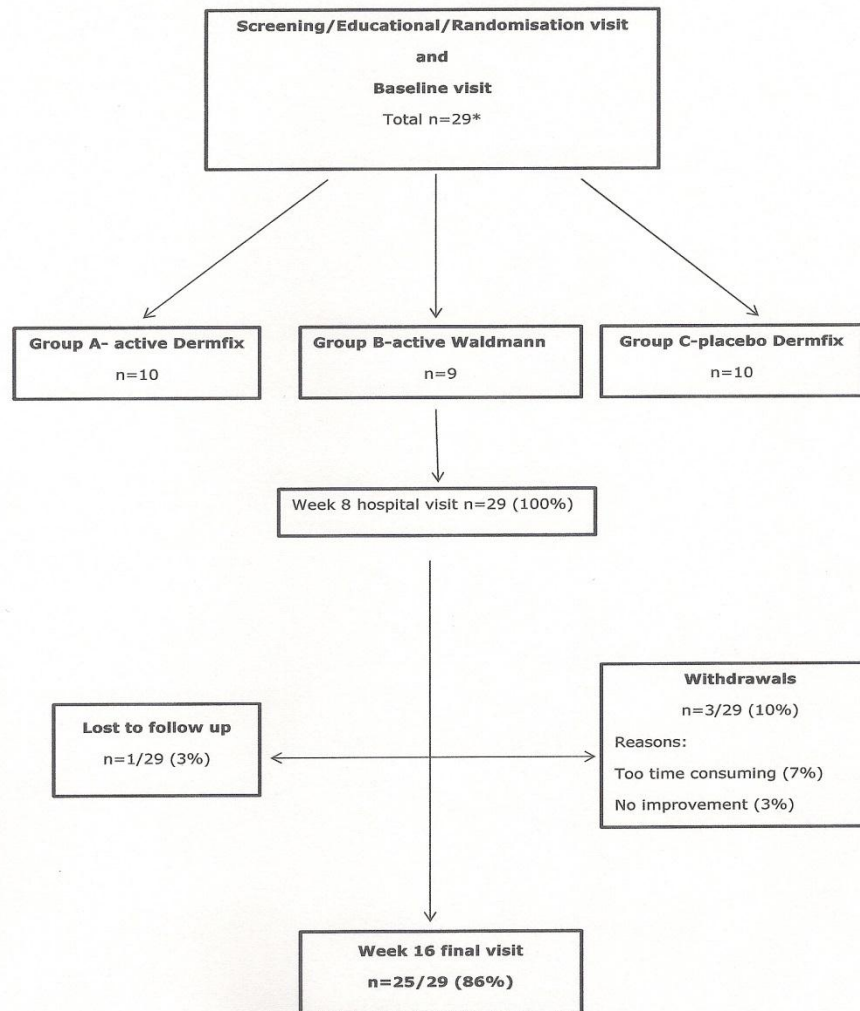 Screening/Educational/Randomisation visit
and
Baseline visit
Total n=29*
Group A- active Dermfix
n=10
Group B-active Waldmann
n=9
Group C-placebo Dermfix
n=10
Week 8 hospital visit n=29 (100%)
Lost to follow up
n=1/29 (3%)
Withdrawals
n=3/29 (10%)
Reasons:
Too time consuming (7%)
No improvement (3%)
Week 16 final visit
n=25/29 (86%)